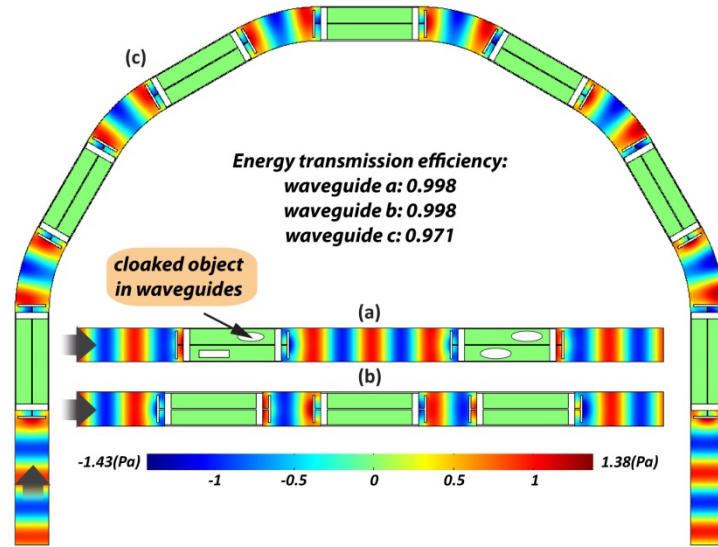 (c)
Energy transmission efficiency:
waveguide a: 0.998
waveguide b: 0.998
waveguide c: 0.971
cloaked object
in waveguides
(a)
(b)
-1.43(Pa)
1.38(Pa)
-1 -0.5 0 0.5 1